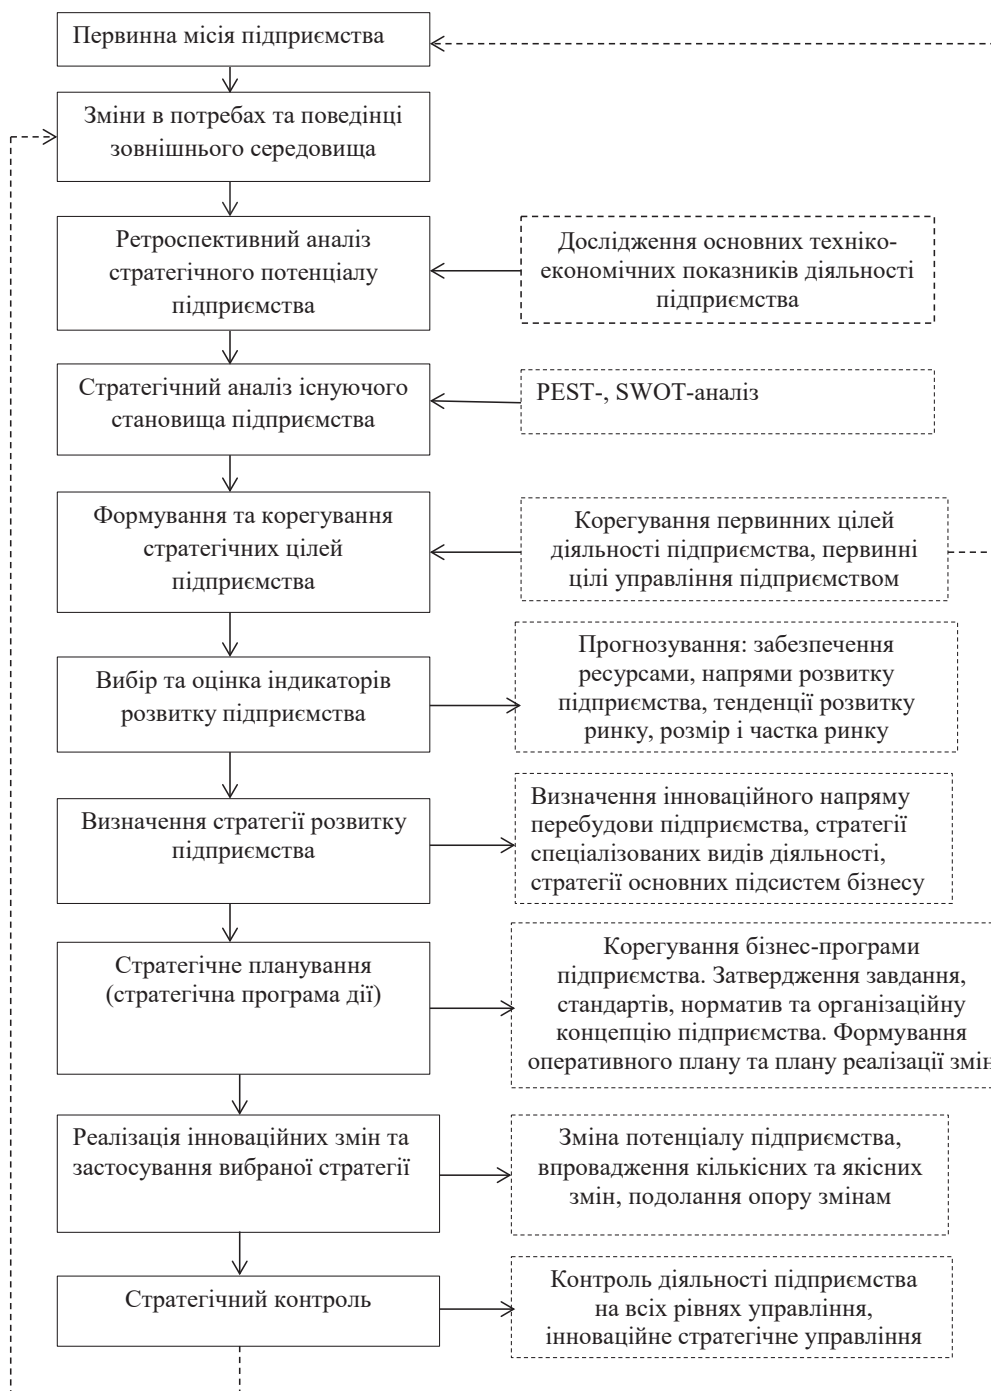 Первинна місія підприємства
Зміни в потребах та поведінці
зовнішнього середовища
Ретроспективний аналіз
стратегічного потенціалу
підприємства
Дослідження основних техніко-
економічних показників діяльності
підприємства
Стратегічний аналіз існуючого
становища підприємства
PEST-, SWOT-аналіз
Формування та корегування
стратегічних цілей
підприємства
Корегування первинних цілей
діяльності підприємства, первинні
цілі управління підприємством
Вибір та оцінка індикаторів
розвитку підприємства
Прогнозування: забезпечення
ресурсами, напрями розвитку
підприємства, тенденції розвитку
ринку, розмір і частка ринку
Визначення стратегії розвитку
підприємства
Визначення інноваційного напряму
перебудови підприємства, стратегії
спеціалізованих видів діяльності,
стратегії основних підсистем бізнесу
Стратегічне планування
(стратегічна програма дії)
Корегування бізнес-програми
підприємства. Затвердження завдання,
стандартів, норматив та організаційну
концепцію підприємства. Формування
оперативного плану та плану реалізації змін
Реалізація інноваційних змін та
застосування вибраної стратегії
Зміна потенціалу підприємства,
впровадження кількісних та якісних
змін, подолання опору змінам
Стратегічний контроль
Контроль діяльності підприємства
на всіх рівнях управління,
інноваційне стратегічне управління